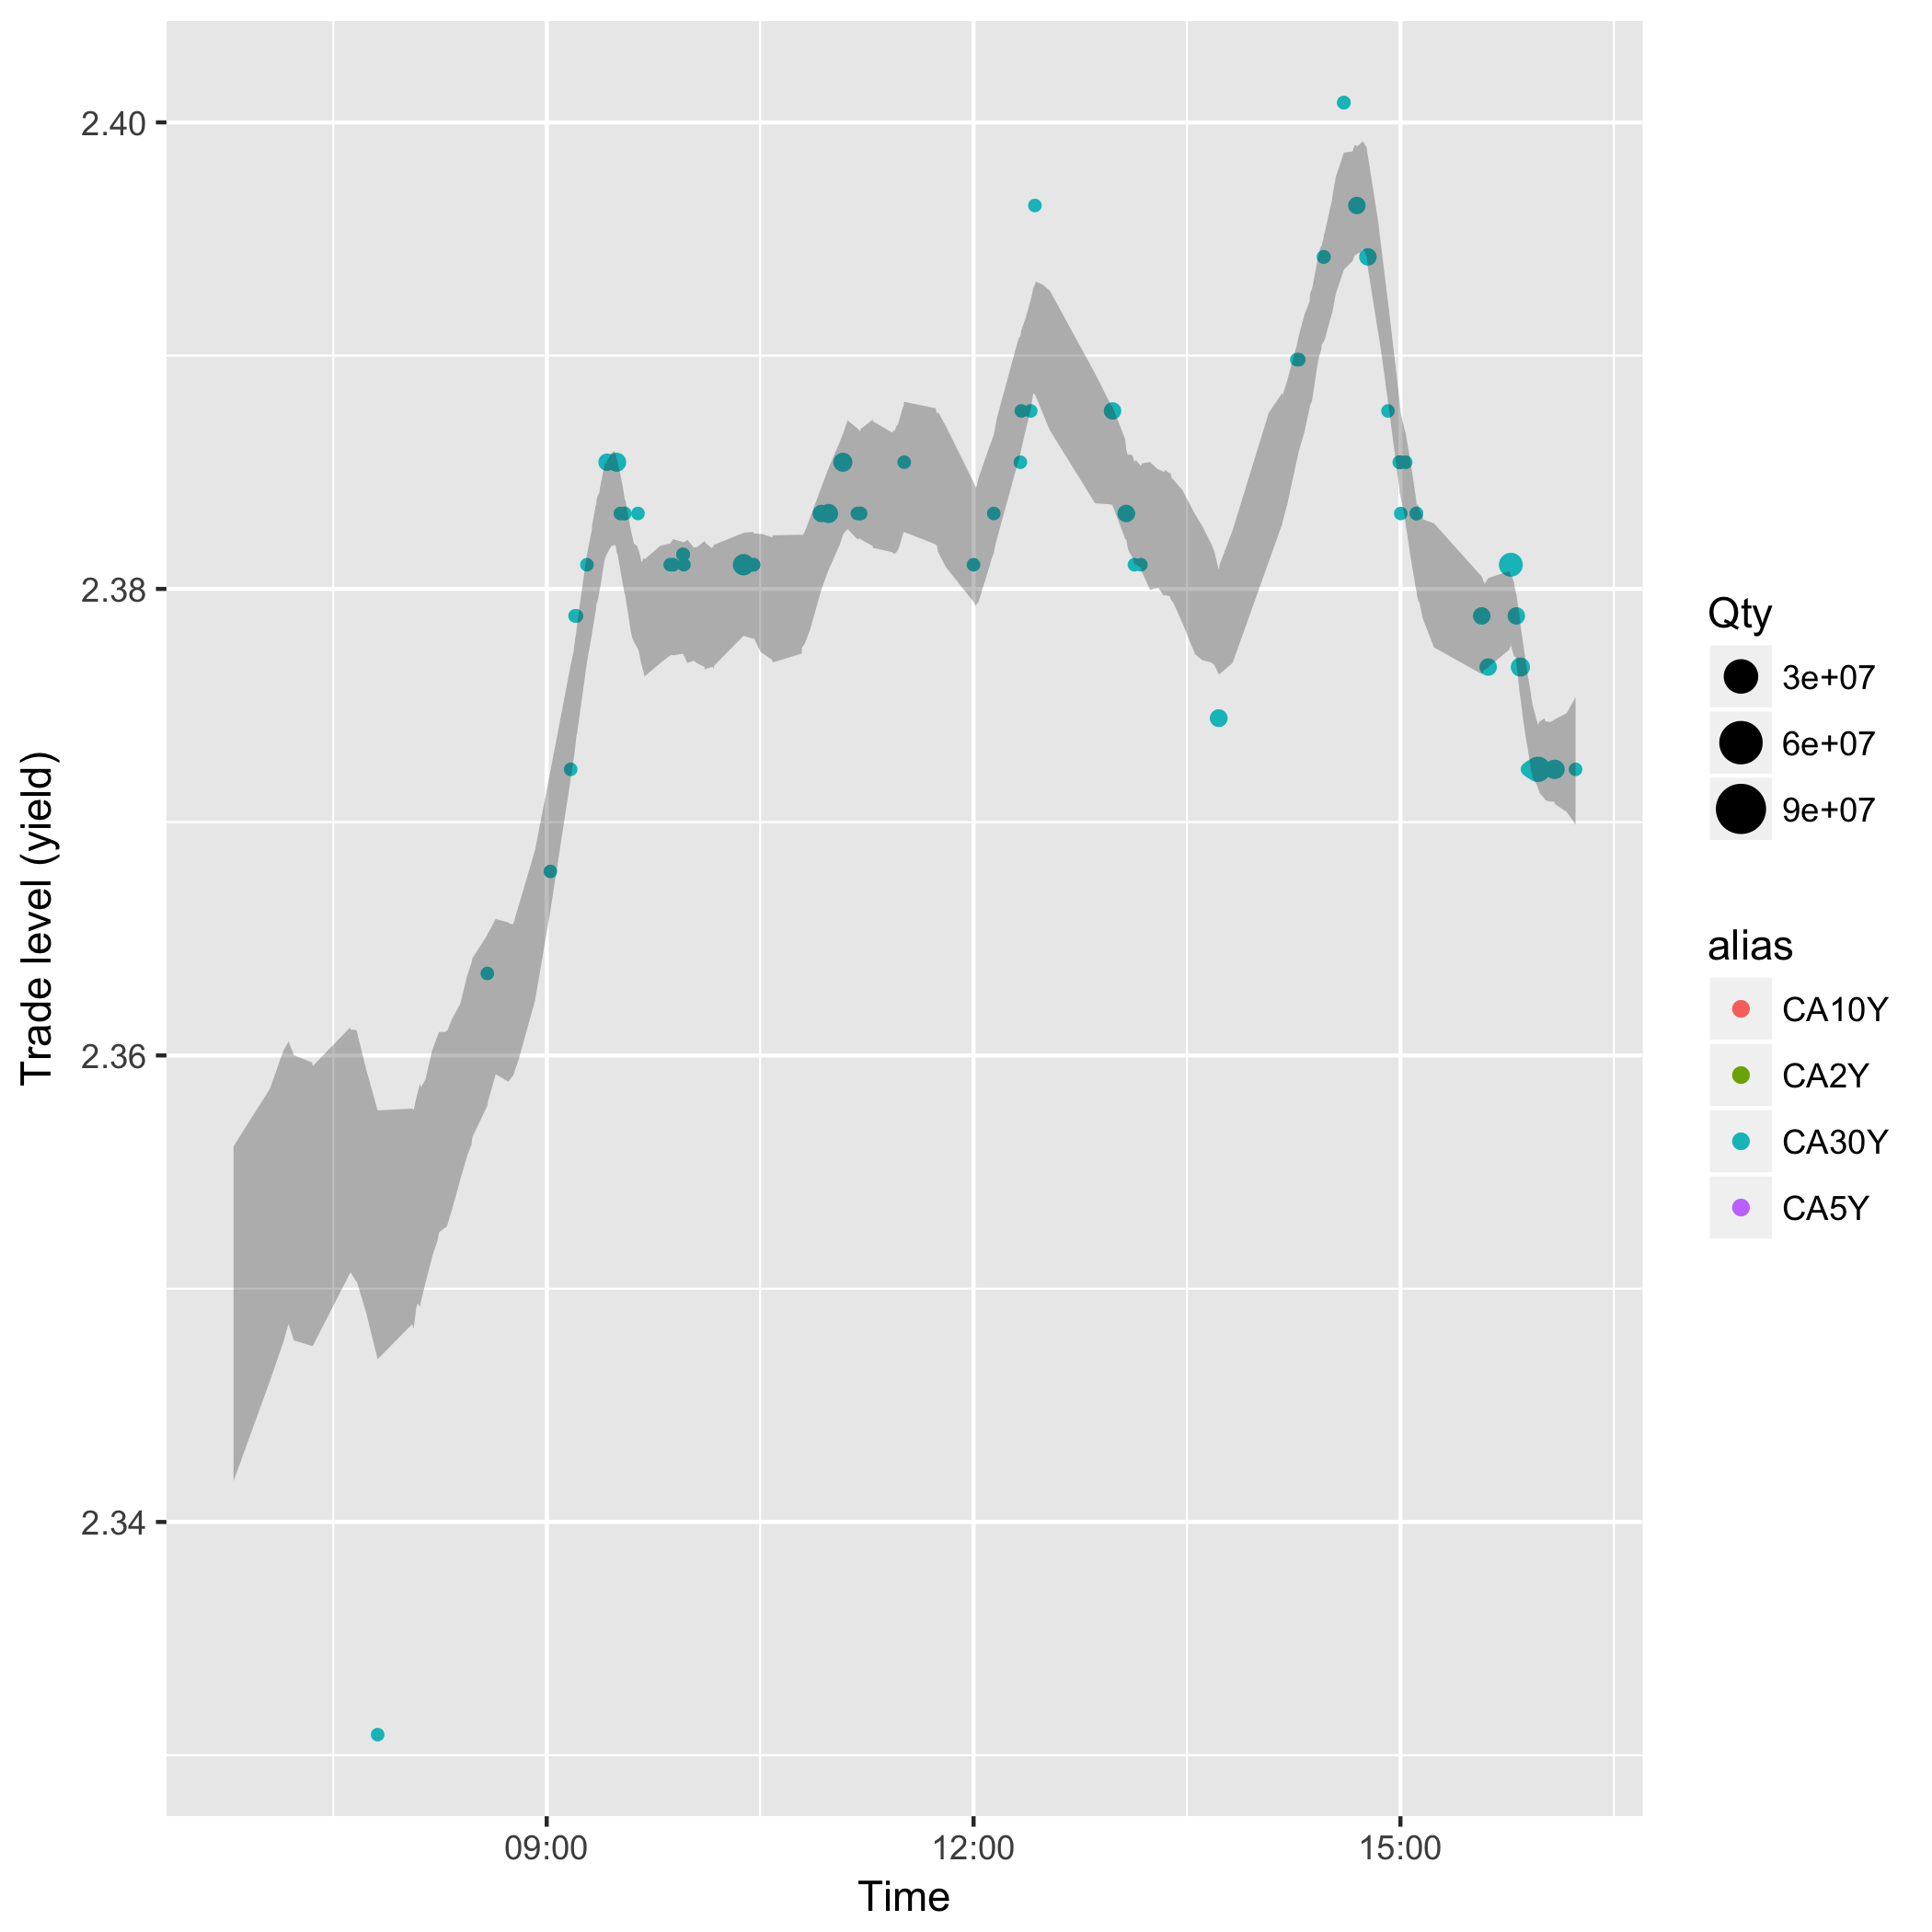 Trade level (yield)
2.40
2.38
2.36
2.34
09:00
12:00
15:00
Time
Qty
3e+07
6e+07
9e+07
alias
CA10Y
CA2Y
CA30Y
CA5Y